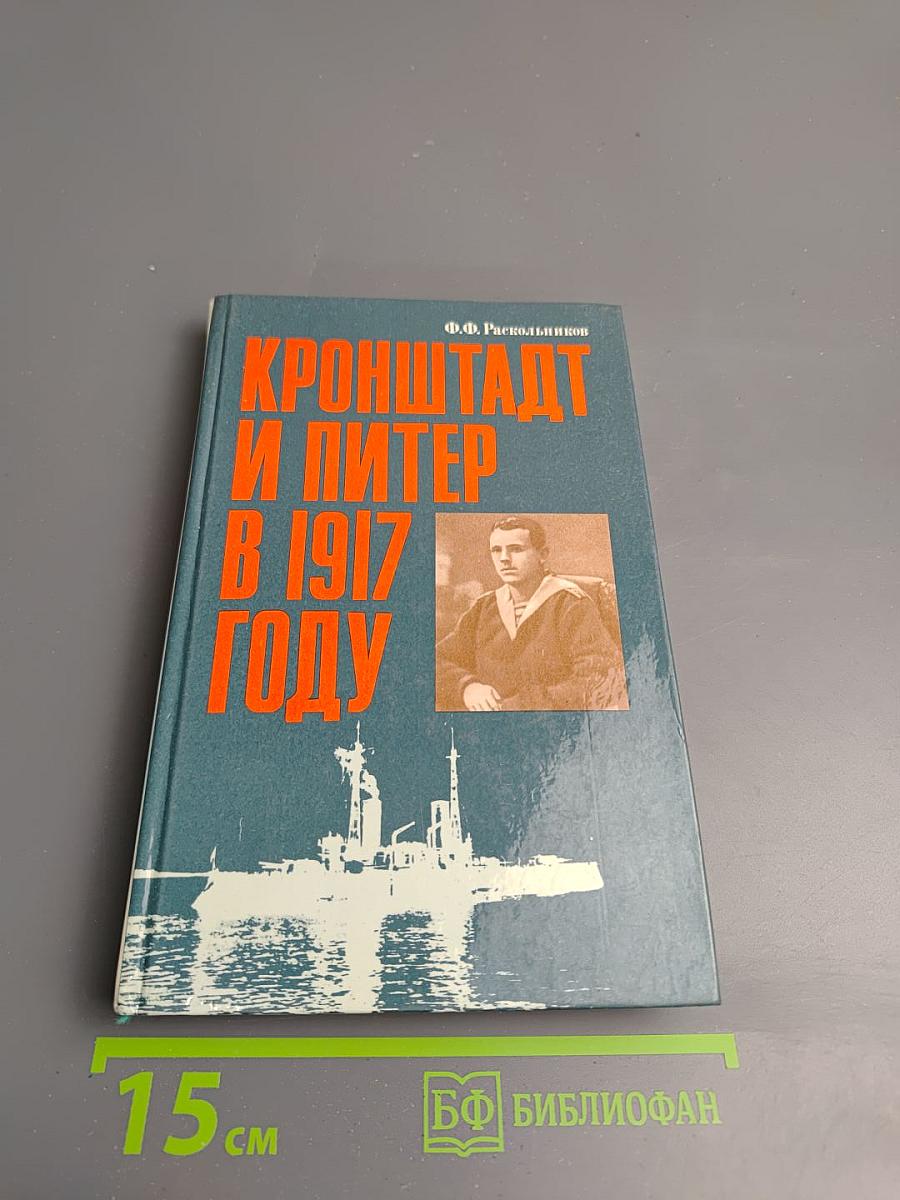 Ф.Ф. Раскольников
КРОНШТАДТ
И ПИТЕР
В 1917
ГОДУ
15 см
БФ БИБЛИОФАН